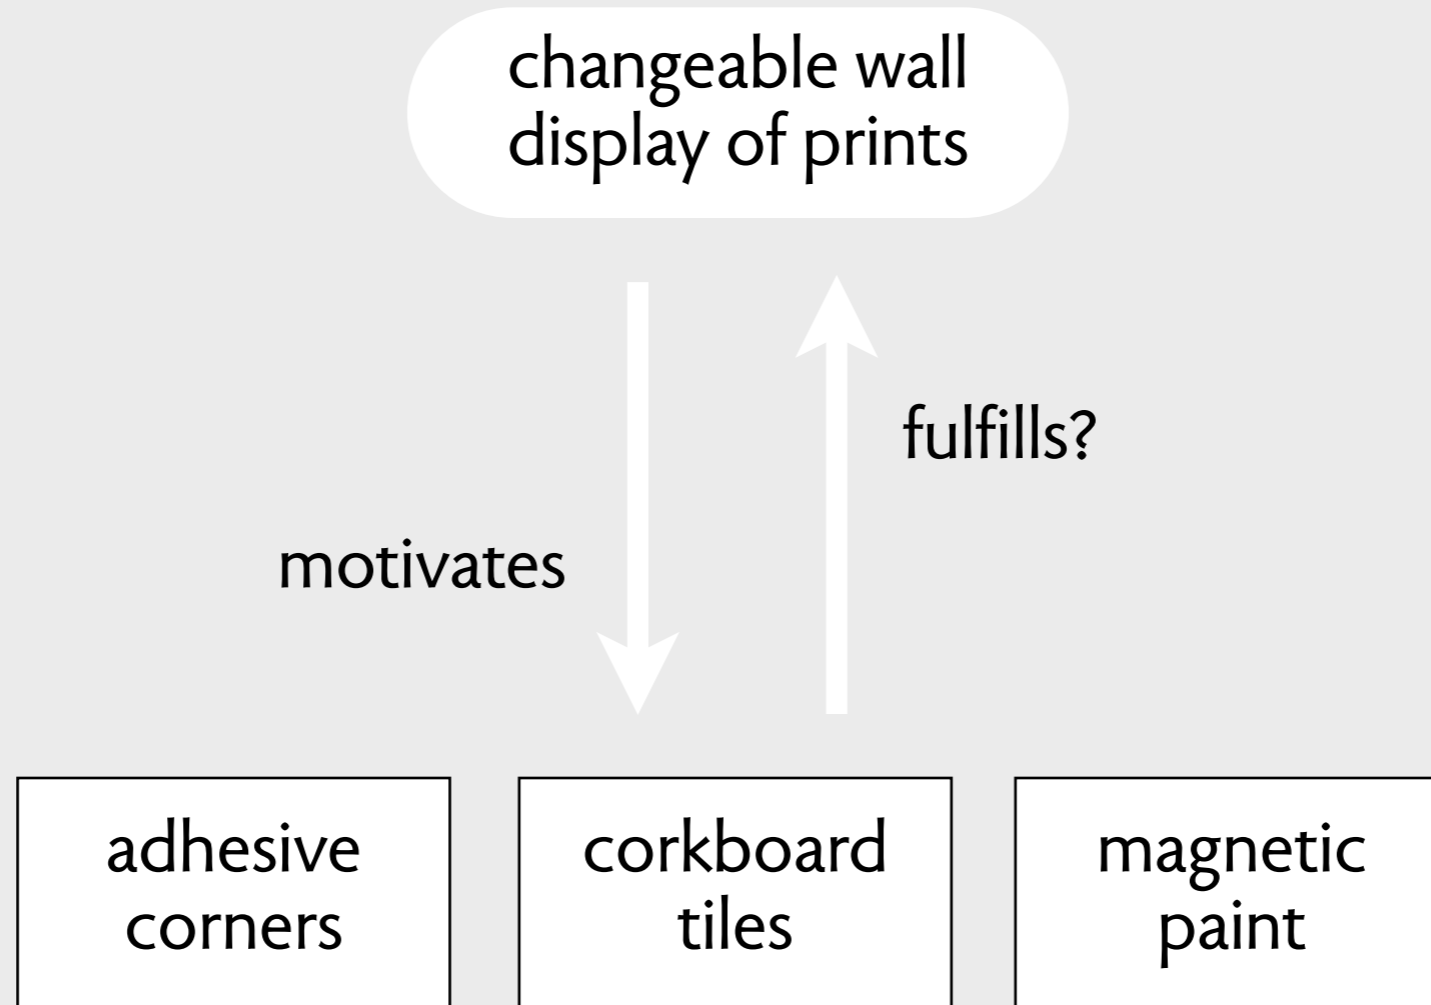 changeable wall
display of prints
fulfills?
motivates
adhesive
corners
corkboard
tiles
magnetic
paint